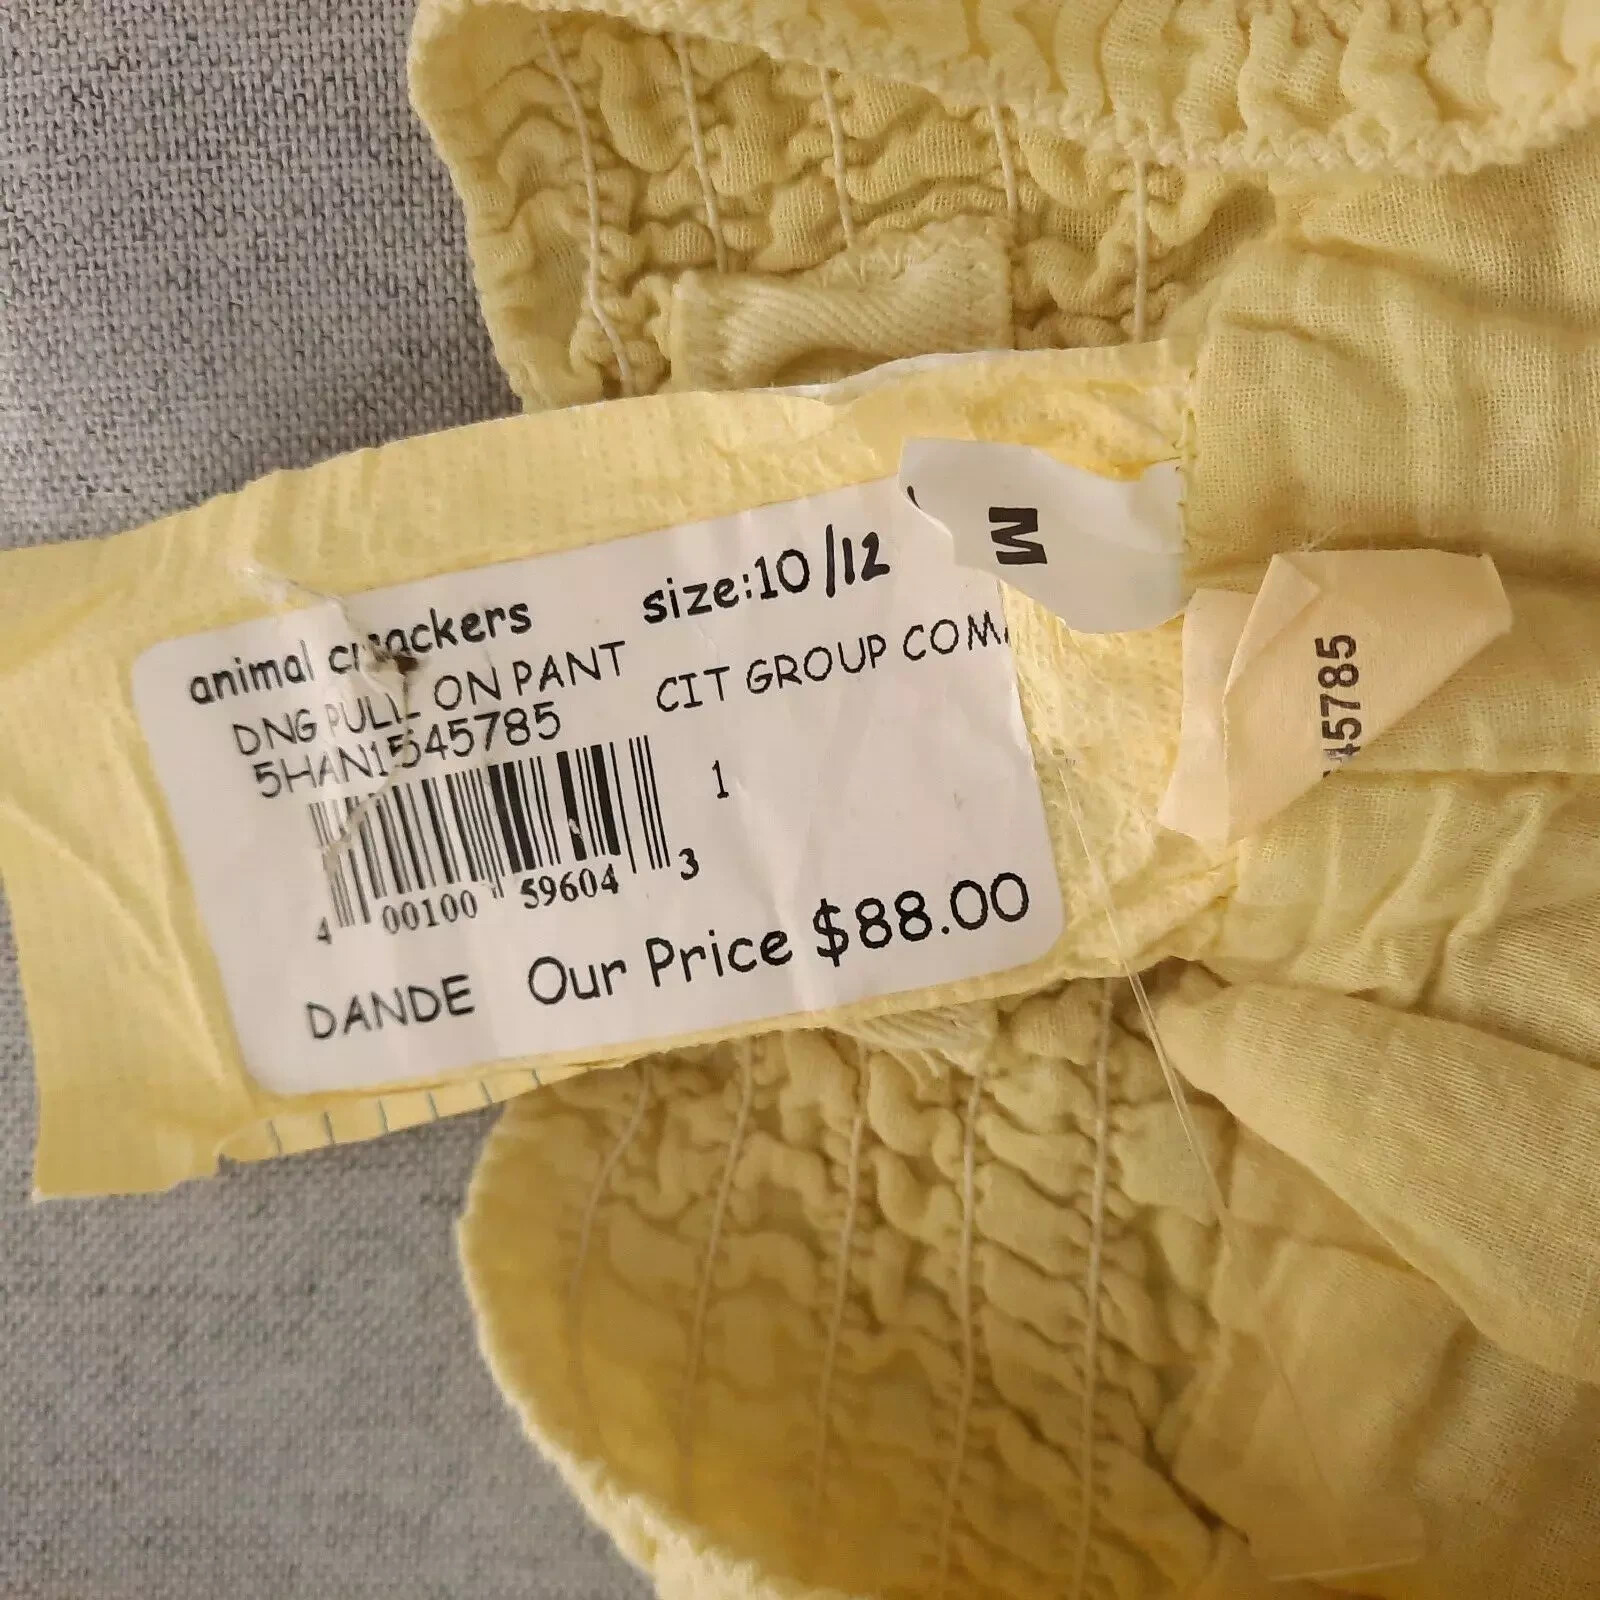 animal crackers size:10/12
DNG PULL ON PANT
5HAN1545785 CIT GROUP COM
1
4 00100 59604 3
DANDE Our Price $88.00
M
45785